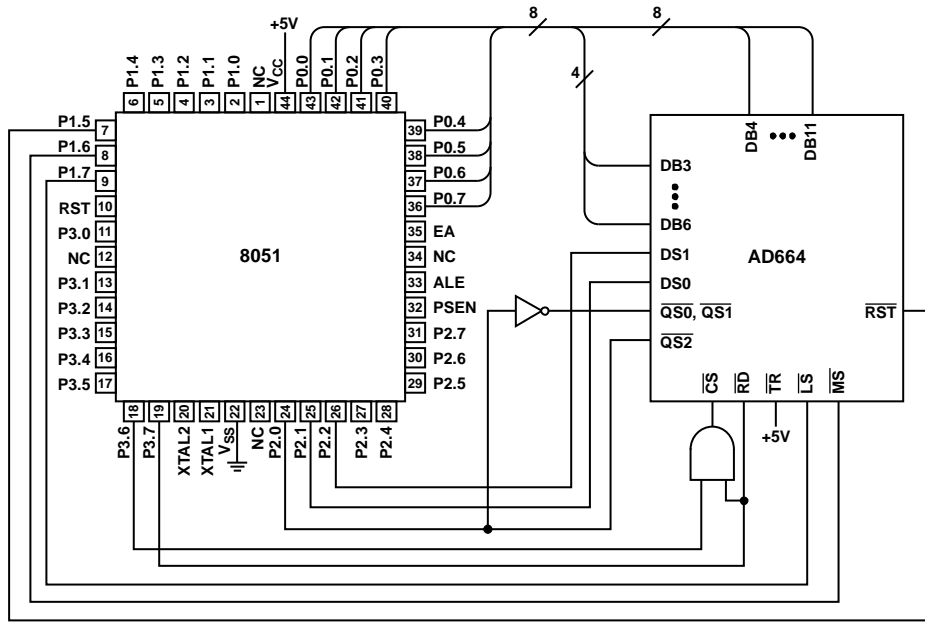 8
8
+5V
4
P1.4
P1.3
P1.2
P1.1
P1.0
NC
VCC
P0.0
P0.1
P0.2
P0.3
6
5
4
3
2
1
44
43
42
41
40
P1.5
7
P1.6
8
P1.7
9
RST
10
P3.0
11
NC
12
P3.1
13
P3.2
14
P3.3
15
P3.4
16
P3.5
17
8051
39
P0.4
38
P0.5
37
P0.6
36
P0.7
35
EA
34
NC
33
ALE
32
PSEN
31
P2.7
30
P2.6
29
P2.5
18
19
20
21
22
23
24
25
26
27
28
P3.6
P3.7
XTAL2
XTAL1
VSS
NC
P2.0
P2.1
P2.2
P2.3
P2.4
DB4
DB11
DB3
DB6
DS1
DS0
QS0, QS1
QS2
AD664
RST
CS
RD
TR
LS
MS
+5V